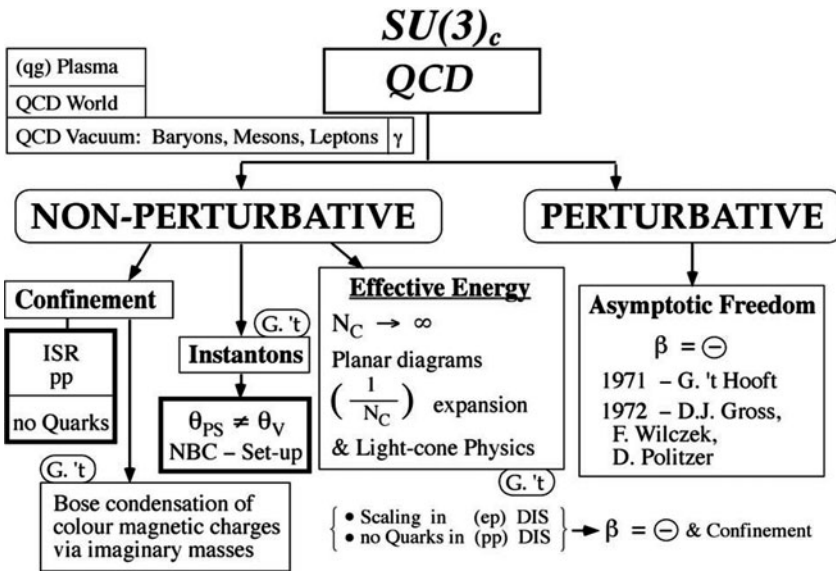 SU(3)c
QCD
(qg) Plasma
QCD World
QCD Vacuum: Baryons, Mesons, Leptons γ
NON-PERTURBATIVE
PERTURBATIVE
Confinement
ISR
pp
no Quarks
G. 't
Bose condensation of
colour magnetic charges
via imaginary masses
G. 't
Instantons
θPS ≠ θV
NBC – Set-up
Effective Energy
NC → ∞
Planar diagrams
(1/NC) expansion
& Light-cone Physics
G. 't
Asymptotic Freedom
β = ⊖
1971 – G. 't Hooft
1972 – D.J. Gross,
F. Wilczek,
D. Politzer
• Scaling in (ep) DIS
• no Quarks in (pp) DIS
→ β = ⊖ & Confinement